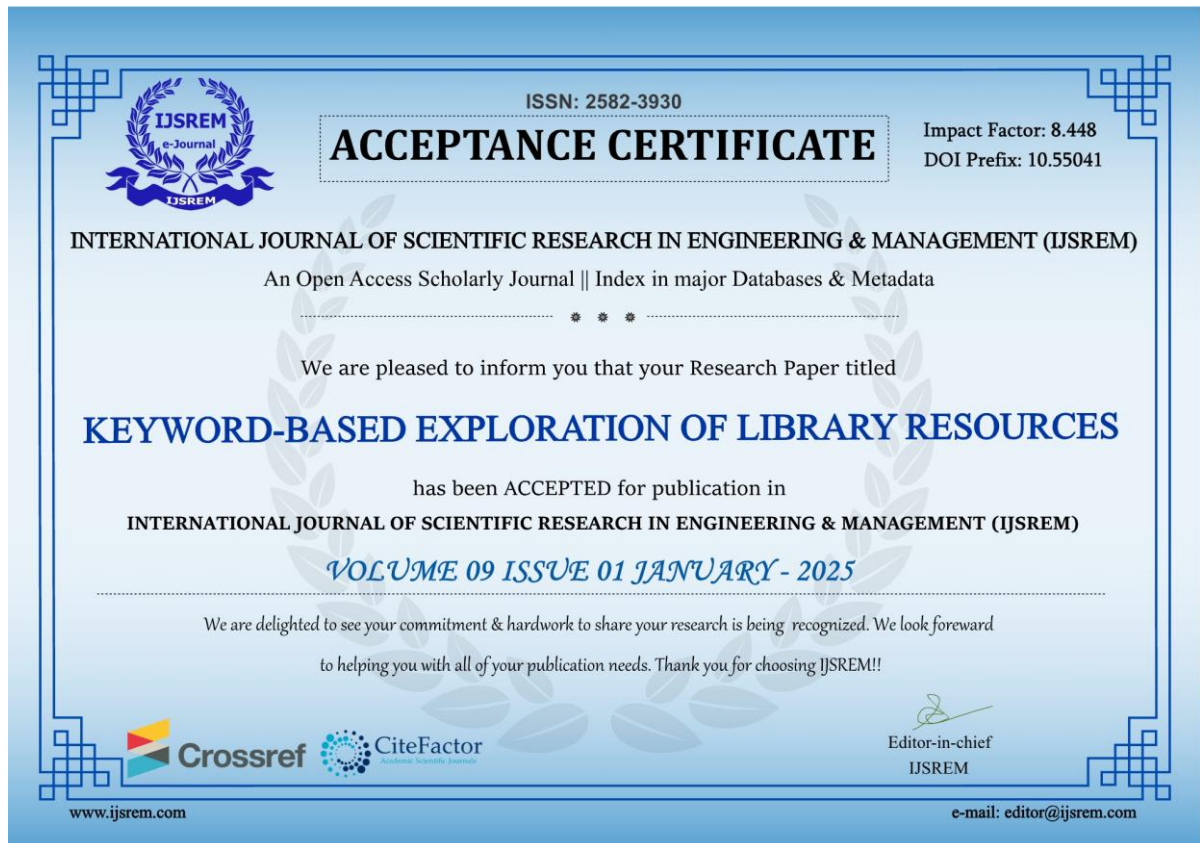 ISSN: 2582-3930
ACCEPTANCE CERTIFICATE
Impact Factor: 8.448
DOI Prefix: 10.55041
IJSREM
e-Journal
IJSREM
INTERNATIONAL JOURNAL OF SCIENTIFIC RESEARCH IN ENGINEERING & MANAGEMENT (IJSREM)
An Open Access Scholarly Journal || Index in major Databases & Metadata
We are pleased to inform you that your Research Paper titled
KEYWORD-BASED EXPLORATION OF LIBRARY RESOURCES
has been ACCEPTED for publication in
INTERNATIONAL JOURNAL OF SCIENTIFIC RESEARCH IN ENGINEERING & MANAGEMENT (IJSREM)
VOLUME 09 ISSUE 01 JANUARY - 2025
We are delighted to see your commitment & hardwork to share your research is being recognized. We look foreward
to helping you with all of your publication needs. Thank you for choosing IJSREM!!
Crossref
CiteFactor
Academic Scientific Journals
Editor-in-chief
IJSREM
www.ijsrem.com
e-mail: editor@ijsrem.com